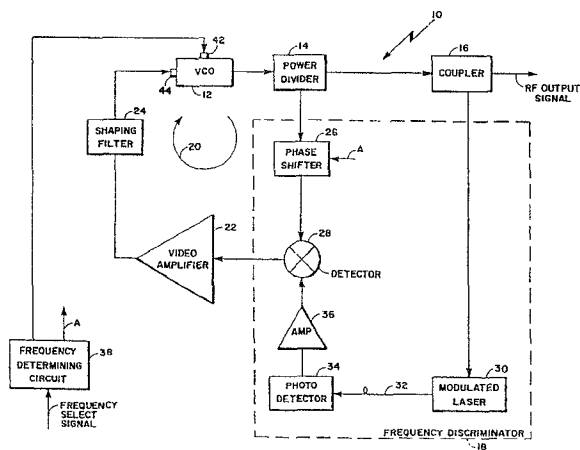 10
42
14
16
VCO
POWER
DIVIDER
COUPLER
RF OUTPUT
SIGNAL
44
12
24
SHAPING
FILTER
20
26
PHASE
SHIFTER
A
22
VIDEO
AMPLIFIER
28
DETECTOR
36
AMP
A
FREQUENCY
DETERMINING
CIRCUIT
38
34
PHOTO
DETECTOR
32
30
MODULATED
LASER
FREQUENCY
SELECT
SIGNAL
FREQUENCY DISCRIMINATOR
18